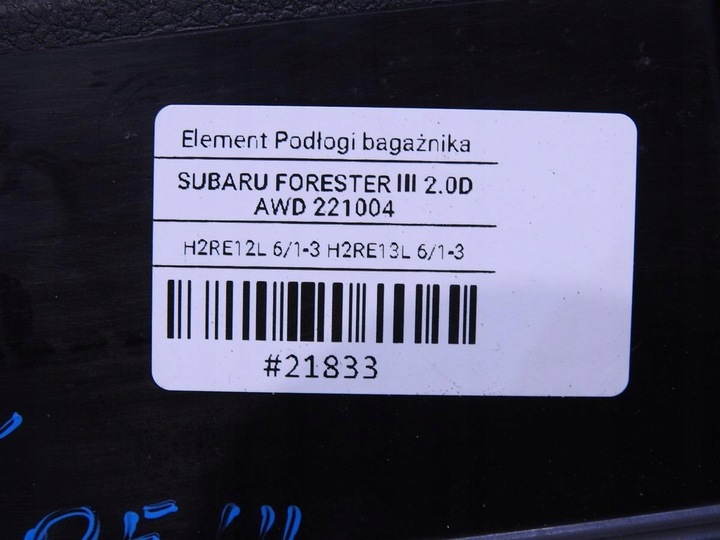 Element Podłogi bagażnika
SUBARU FORESTER III 2.0D
AWD 221004
H2RE12L 6/1-3 H2RE13L 6/1-3
#21833